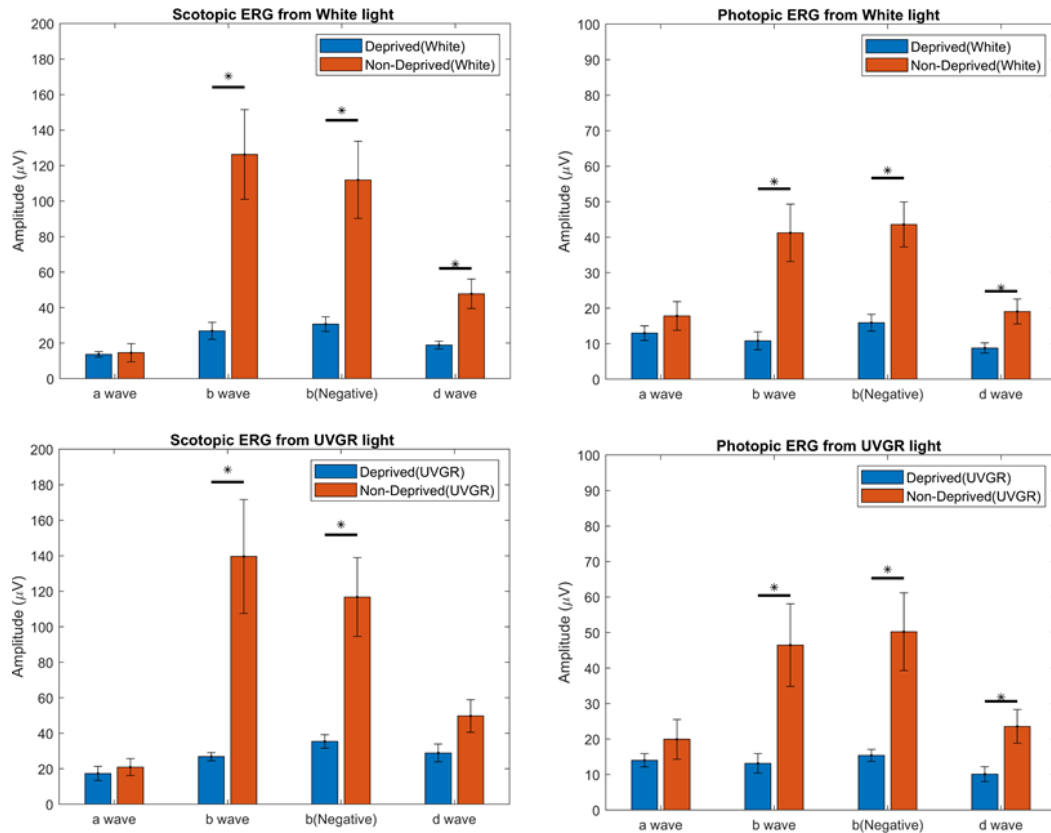 Scotopic ERG from White light
200
180
160
140
120
100
80
60
40
20
0
Amplitude (μV)
Deprived(White)
Non-Deprived(White)
*
*
*
a wave
b wave
b(Negative)
d wave
Photopic ERG from White light
100
90
80
70
60
50
40
30
20
10
0
Amplitude (μV)
Deprived(White)
Non-Deprived(White)
*
*
*
a wave
b wave
b(Negative)
d wave
Scotopic ERG from UVGR light
200
180
160
140
120
100
80
60
40
20
0
Amplitude (μV)
Deprived(UVGR)
Non-Deprived(UVGR)
*
*
a wave
b wave
b(Negative)
d wave
Photopic ERG from UVGR light
100
90
80
70
60
50
40
30
20
10
0
Amplitude (μV)
Deprived(UVGR)
Non-Deprived(UVGR)
*
*
*
a wave
b wave
b(Negative)
d wave